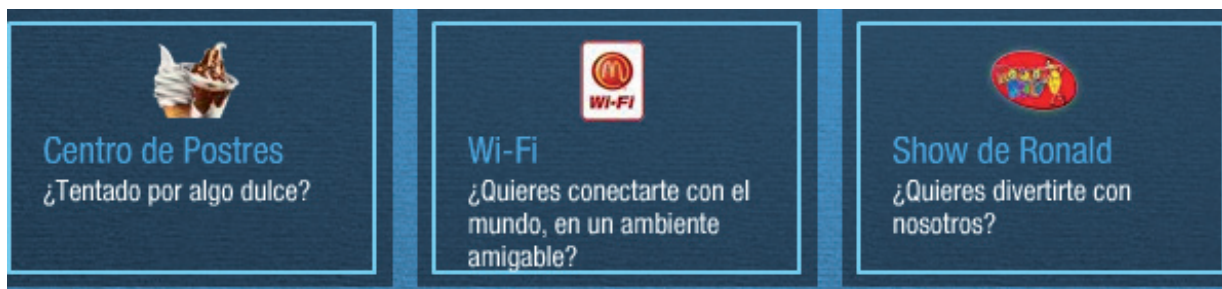 Centro de Postres
¿Tentado por algo dulce?
Wi-Fi
Wi-Fi
¿Quieres conectarte con el
mundo, en un ambiente
amigable?
Show de Ronald
¿Quieres divertirte con
nosotros?